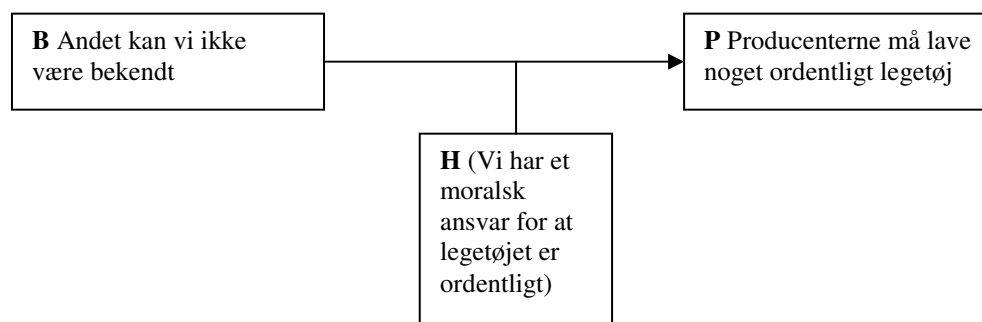 B Andet kan vi ikke
være bekendt
P Producenterne må lave
noget ordentligt legetøj
H (Vi har et
moralsk
ansvar for at
legetøjet er
ordentligt)